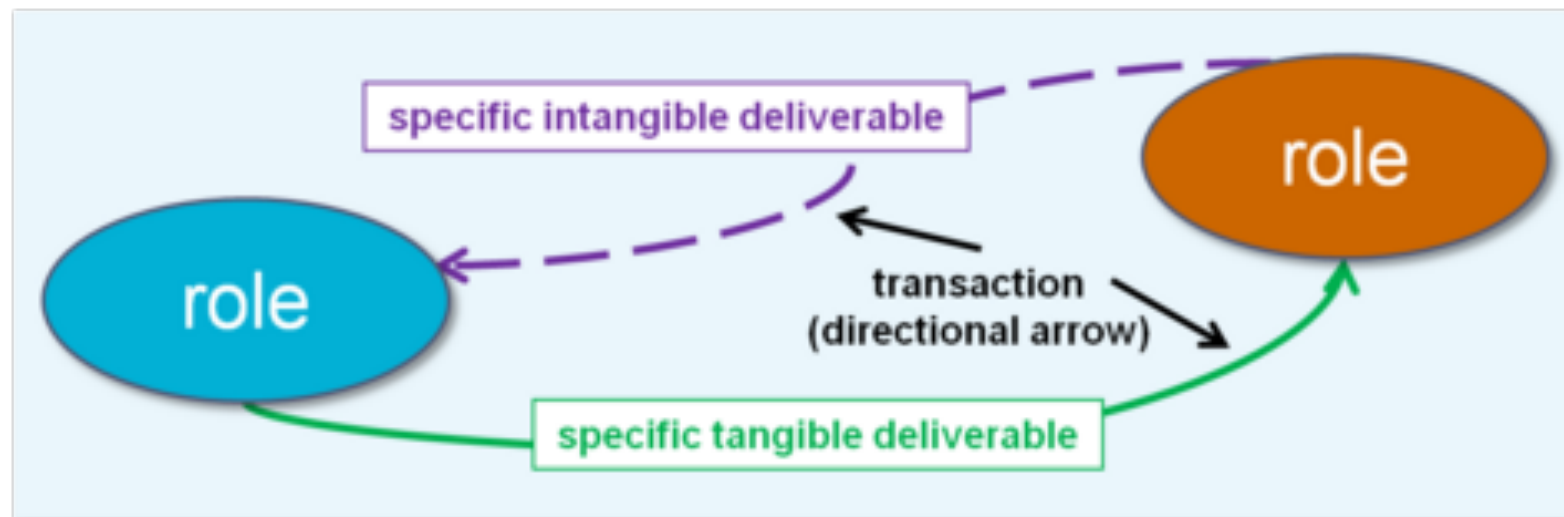 specific intangible deliverable
role
role
transaction
(directional arrow)
specific tangible deliverable